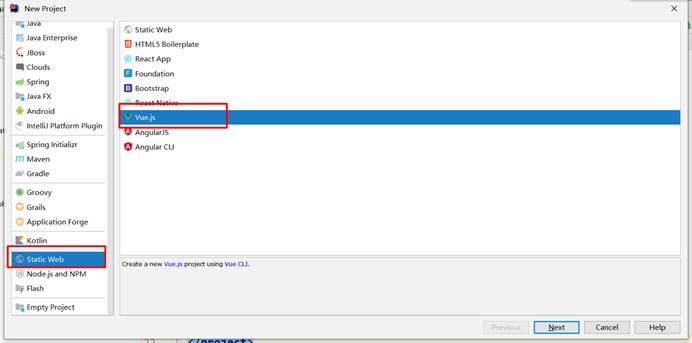 New Project
Java
Java Enterprise
JBoss
Clouds
Spring
Java FX
Android
IntelliJ Platform Plugin
Spring Initializr
Maven
Gradle
Groovy
Grails
Application Forge
Kotlin
Static Web
Node.js and NPM
Flash
Empty Project
Static Web
HTML5 Boilerplate
React App
Foundation
Bootstrap
React Native
Vue.js
AngularJS
Angular CLI
Create a new Vue.js project using Vue CLI.
Previous
Next
Cancel
Help
22 </project>